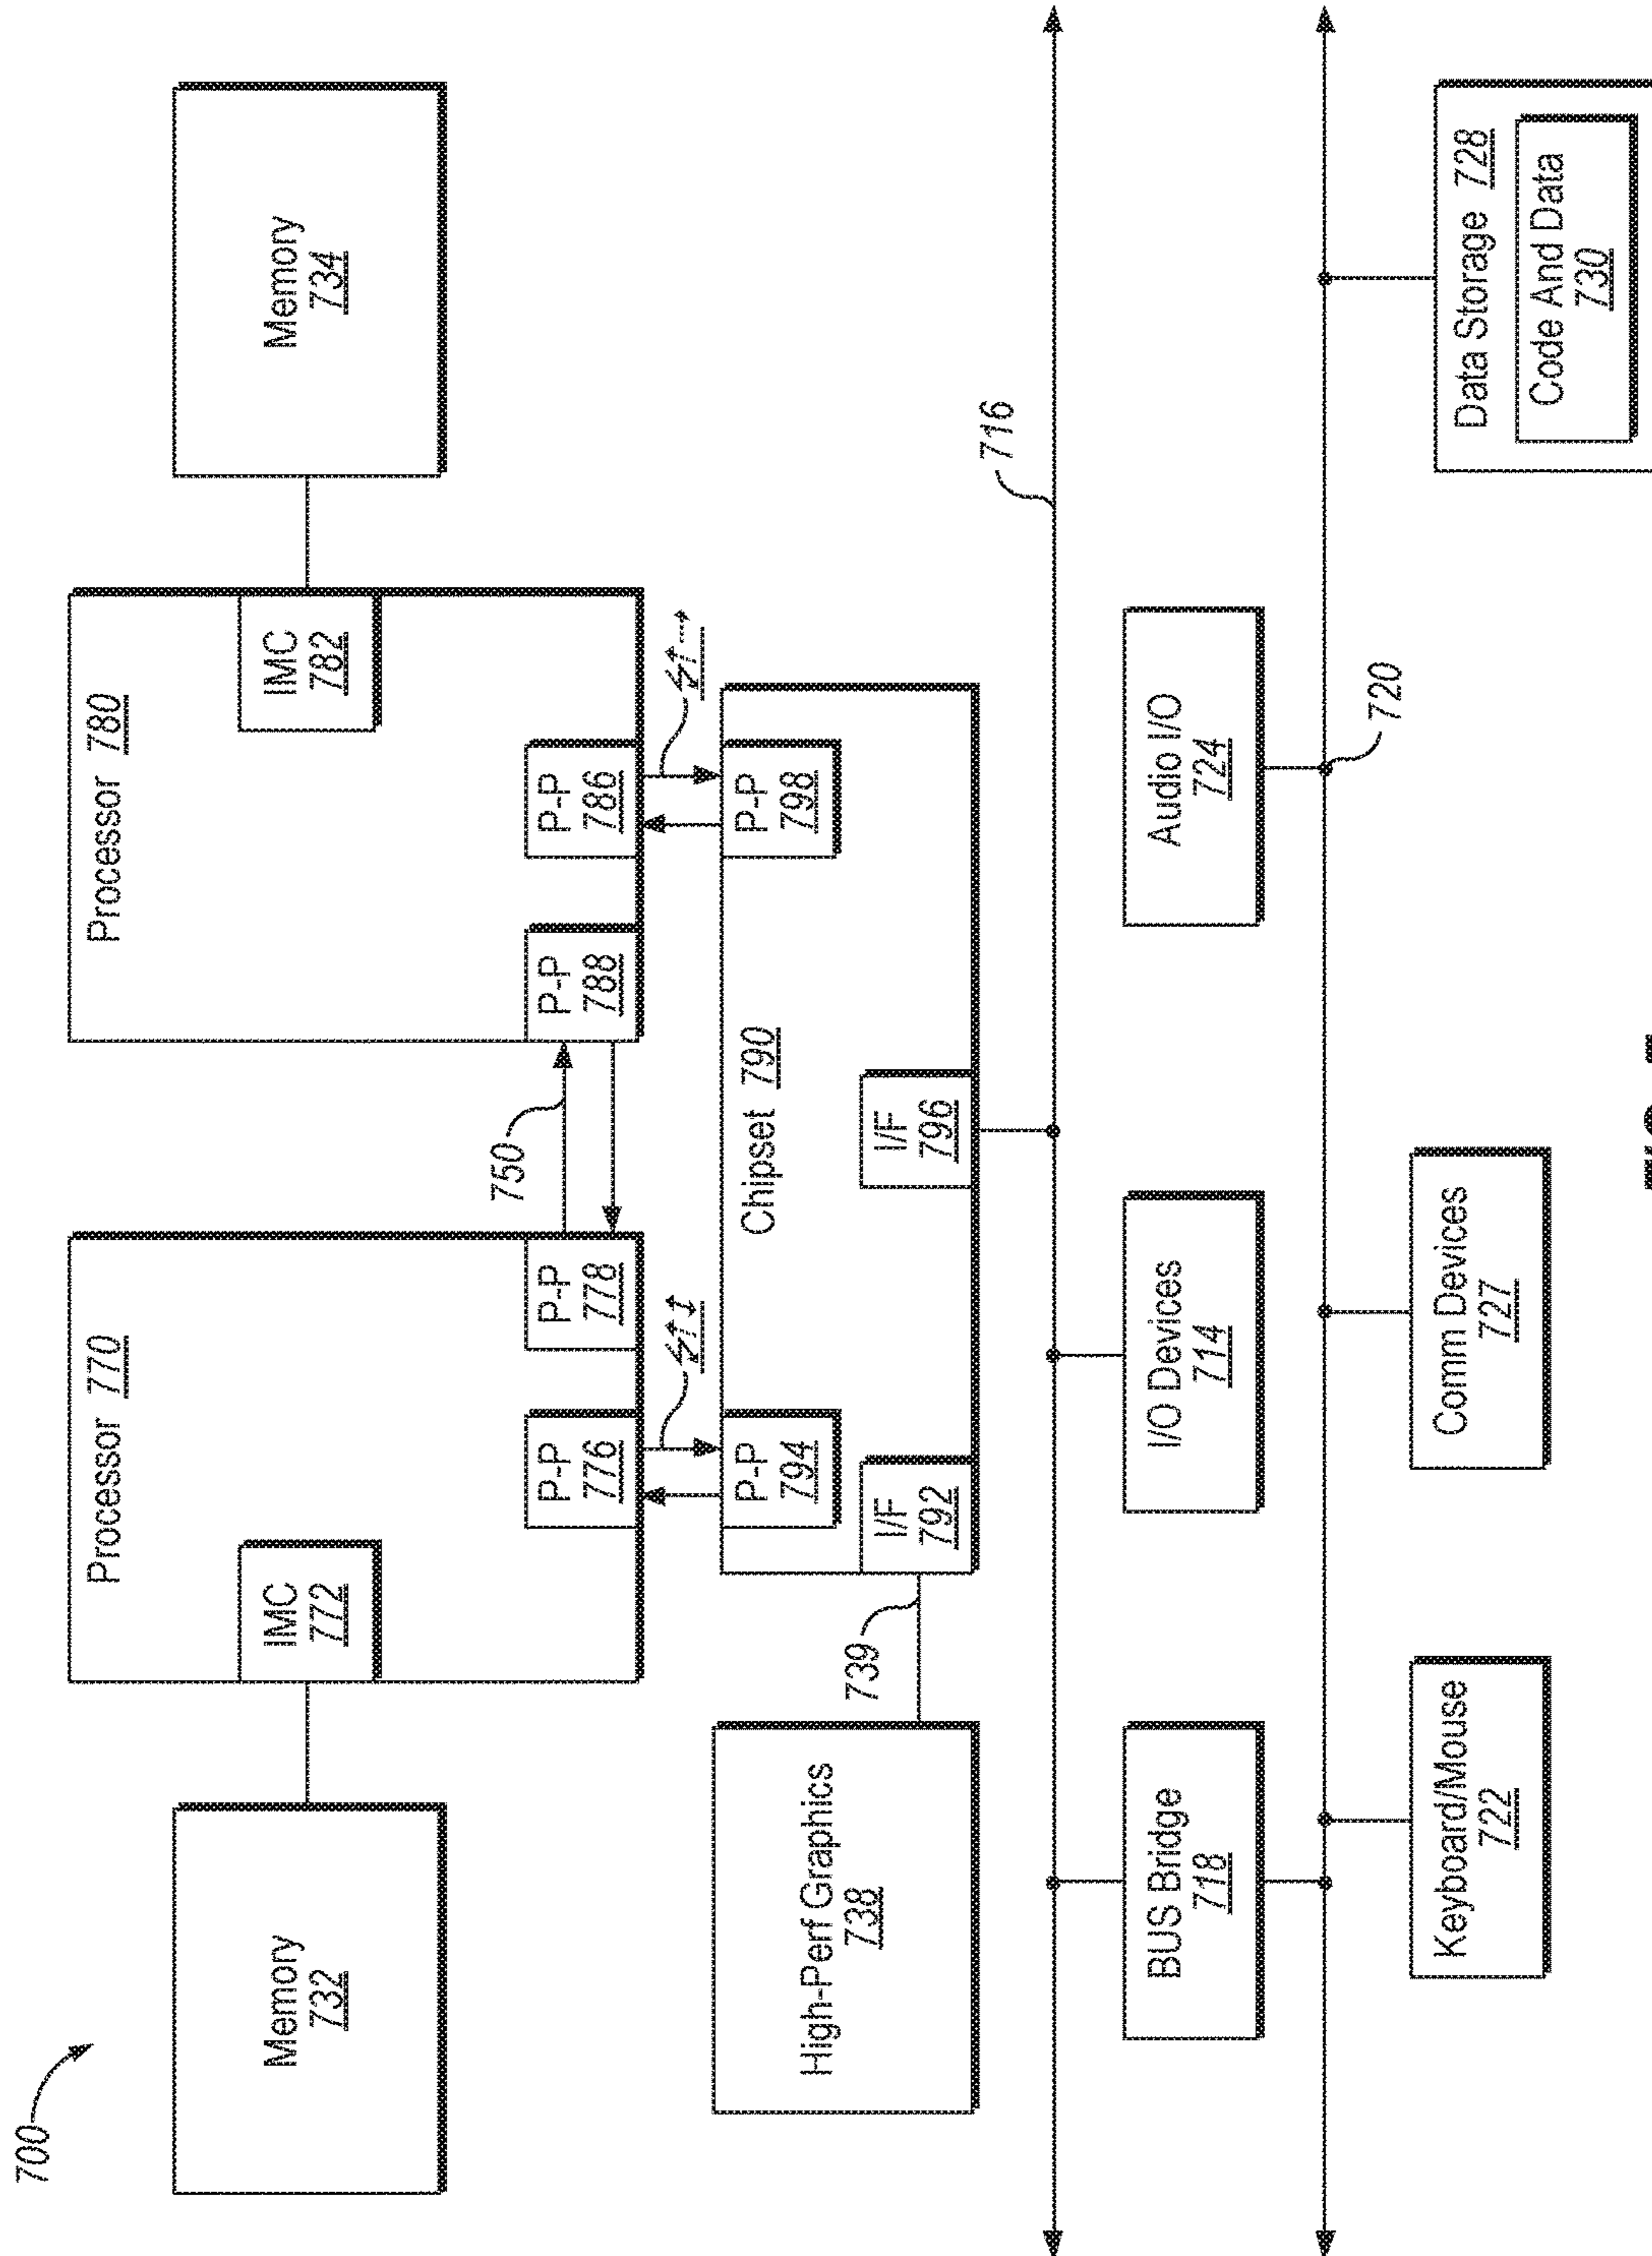 700
Memory
732
Processor 770
IMC
772
P-P
776
P-P
778
750
Processor 780
IMC
782
P-P
788
P-P
786
Memory
734
High-Perf Graphics
738
739
Chipset 790
P-P
794
P-P
798
I/F
792
I/F
796
716
BUS Bridge
718
I/O Devices
714
Audio I/O
724
720
Keyboard/Mouse
722
Comm Devices
727
Data Storage 728
Code And Data
730